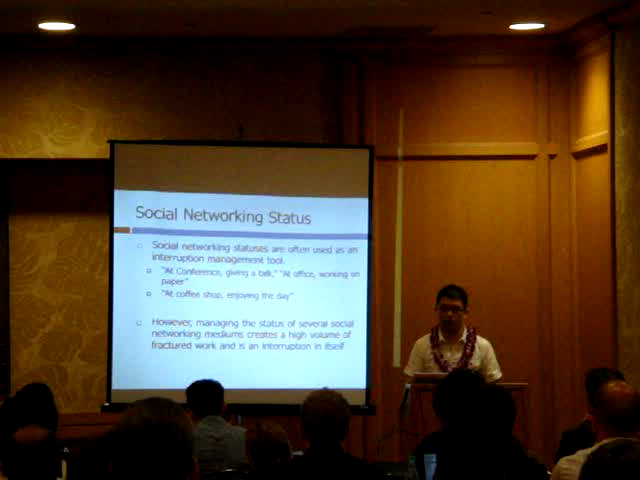 Social Networking Status
Social networking statuses are often used as an
interruption management tool.
"At Conference, giving a talk," "At office, working on
paper"
"At coffee shop, enjoying the day"
However, managing the status of several social
networking mediums creates a high volume of
fractured work and is an interruption in itself